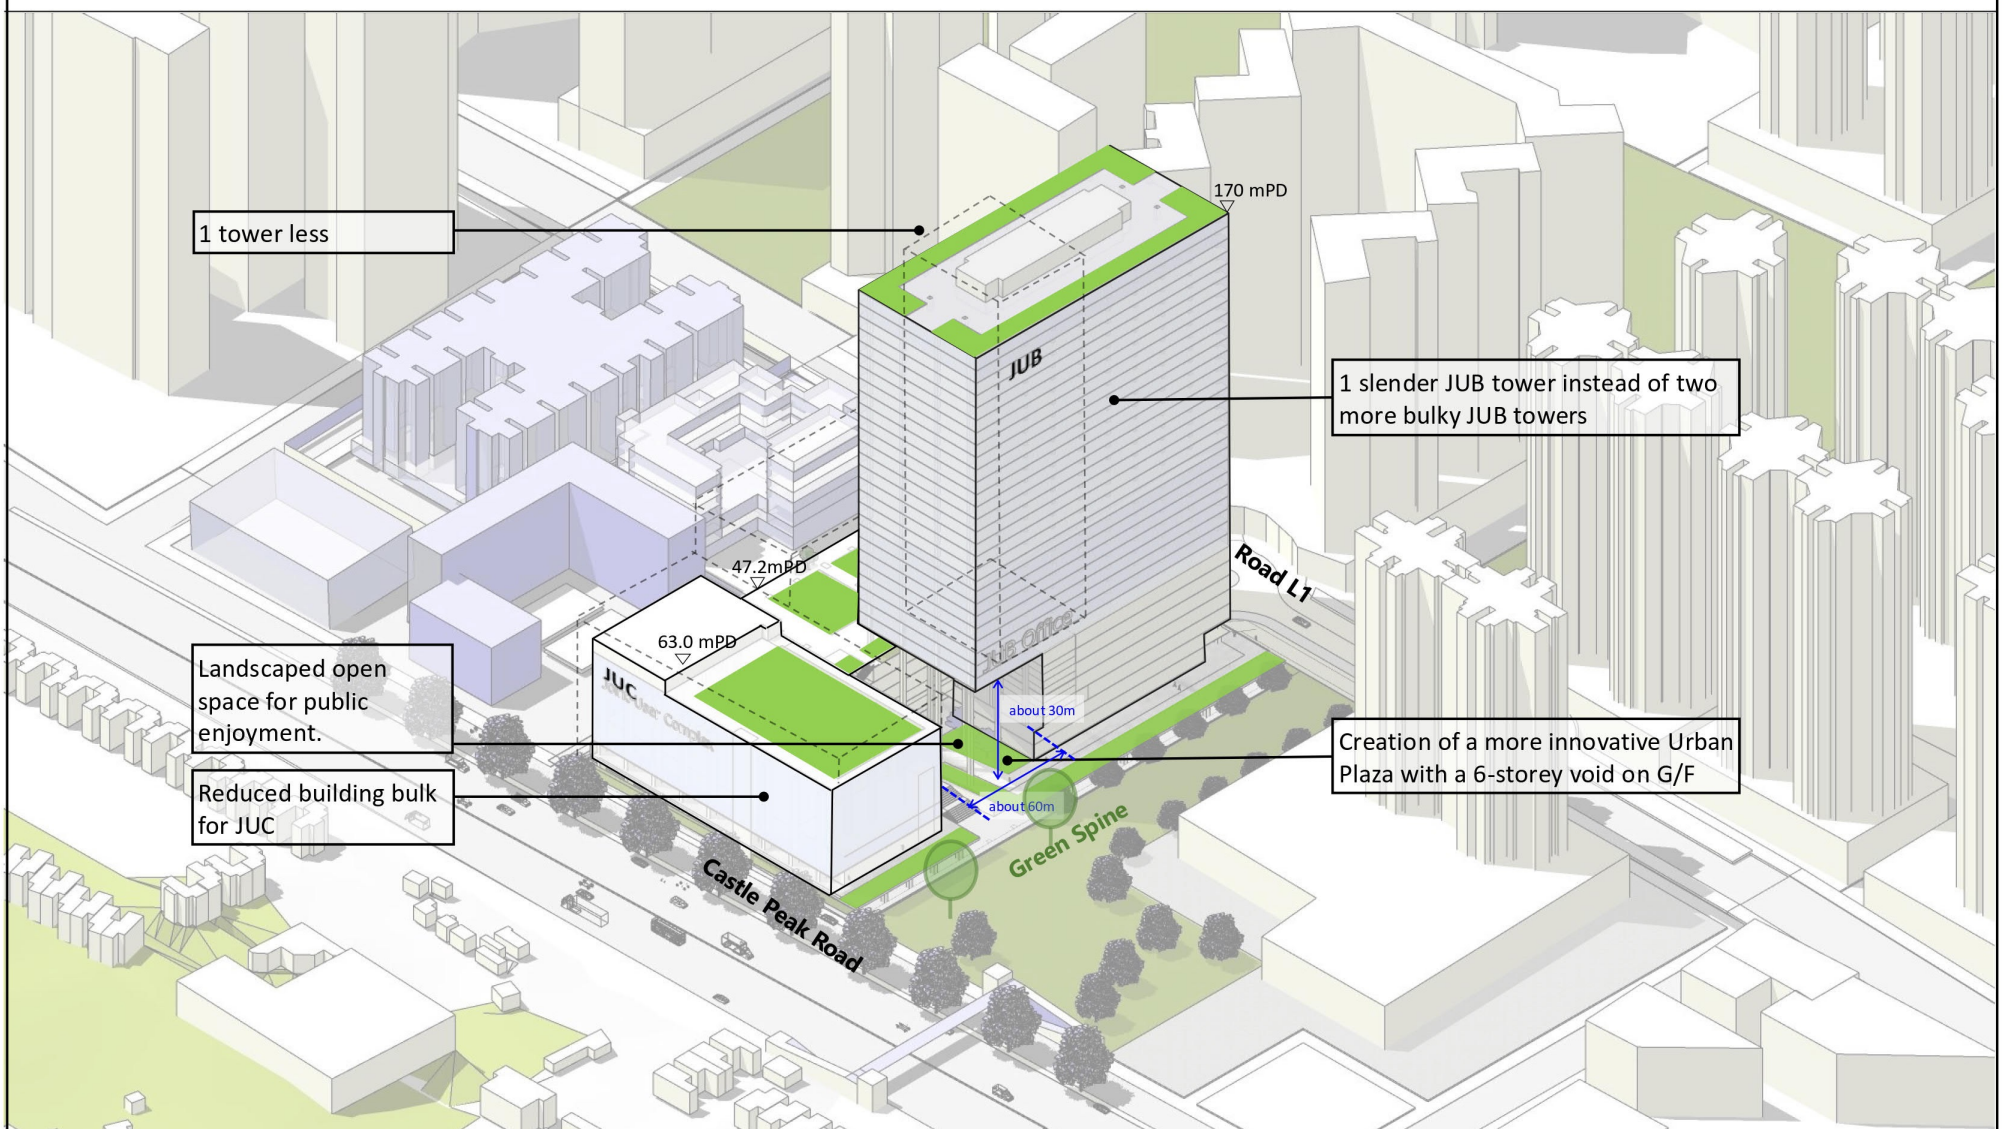 170 mPD
1 tower less
JUB
1 slender JUB tower instead of two
more bulky JUB towers
47.2mPD
Road L1
63.0 mPD
JUB Office
Landscaped open
space for public
enjoyment.
JUC
about 30m
Creation of a more innovative Urban
Plaza with a 6-storey void on G/F
Reduced building bulk
for JUC
about 60m
Green Spine
Castle Peak Road